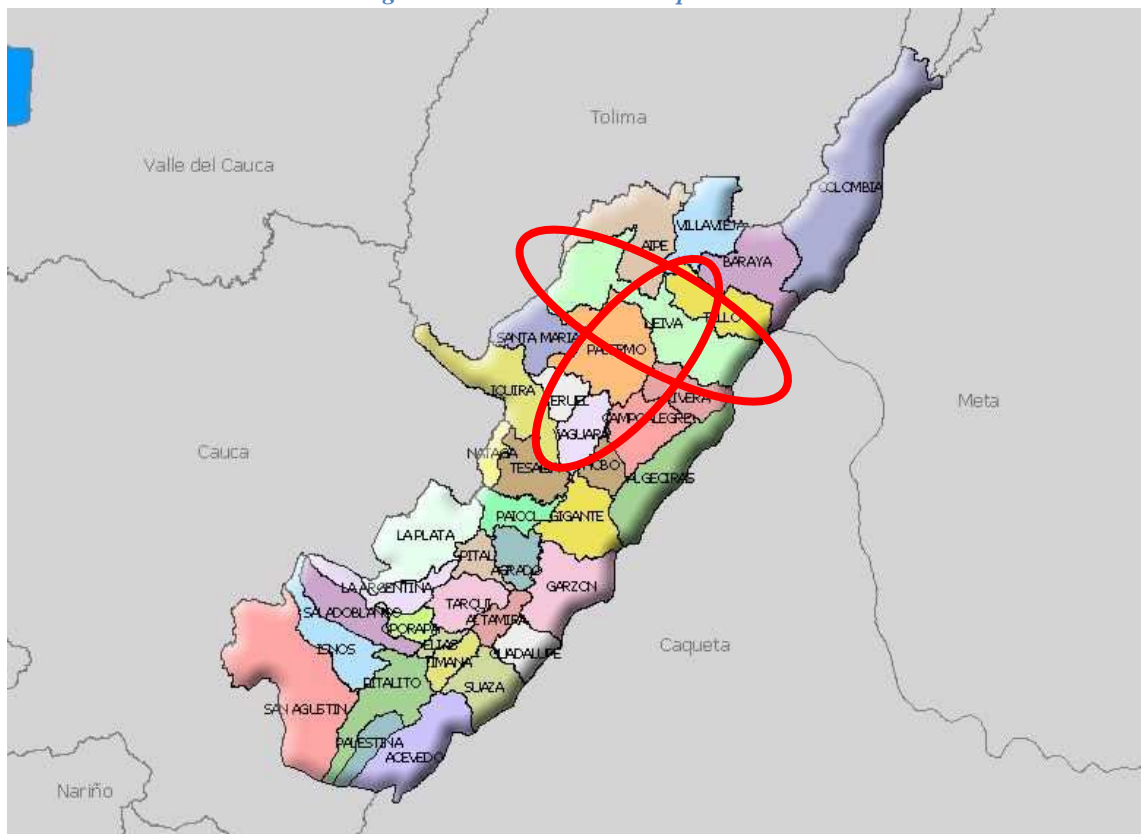 Tolima
Valle del Cauca
COLOMBIA
VILLAVIEJA
AIPE
BARAYA
TELLO
NEIVA
SANTA MARIA
PALERMO
IQUIRA
TERUEL
RIVERA
Meta
CAMPOALEGRE
YAGUARA
Cauca
NATAGA
TESALIA
HOBO
ALGECIRAS
PAICOL
GIGANTE
LA PLATA
PITAL
AGRADO
LA ARGENTINA
GARZON
TARQUI
SALADOBLANCO
ALTAMIRA
OPORAPA
ELIAS
Caqueta
ISNOS
GUADALUPE
TIMANA
PITALITO
SUAZA
SAN AGUSTIN
PALESTINA
ACEVEDO
Nariño